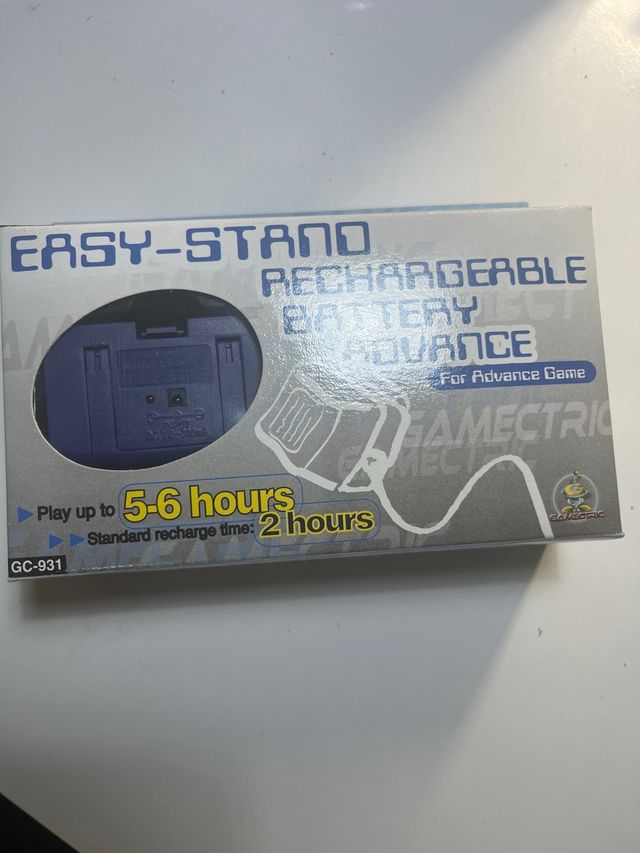 EASY-STAND
RECHARGEABLE
BATTERY
ADVANCE
For Advance Game
GAMECTRIC
Play up to 5-6 hours
Standard recharge time: 2 hours
GAMECTRIC
GC-931